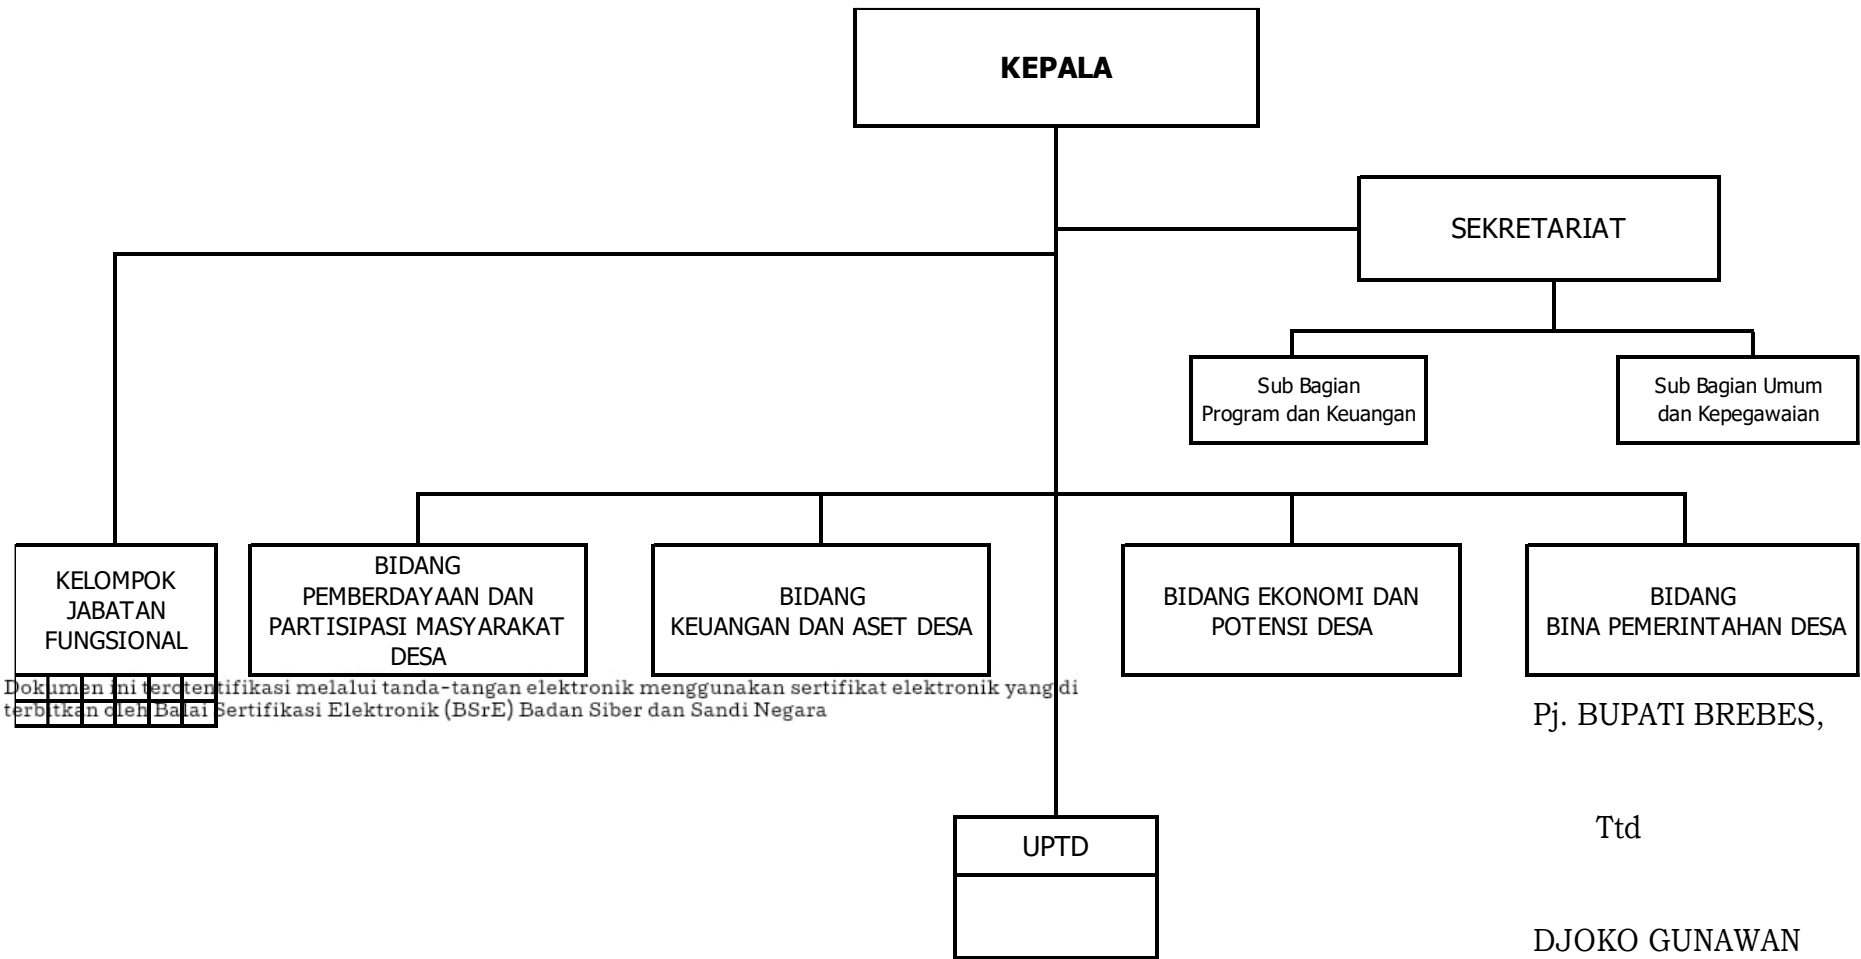 KEPALA
SEKRETARIAT
Sub Bagian
Program dan Keuangan
Sub Bagian Umum
dan Kepegawaian
KELOMPOK
JABATAN
FUNGSIONAL
BIDANG
PEMBERDAYAAN DAN
PARTISIPASI MASYARAKAT
DESA
BIDANG
KEUANGAN DAN ASET DESA
BIDANG EKONOMI DAN
POTENSI DESA
BIDANG
BINA PEMERINTAHAN DESA
Dokumen ini terotentifikasi melalui tanda-tangan elektronik menggunakan sertifikat elektronik yang di
terbitkan oleh Balai Sertifikasi Elektronik (BSrE) Badan Siber dan Sandi Negara
Pj. BUPATI BREBES,
Ttd
UPTD
DJOKO GUNAWAN